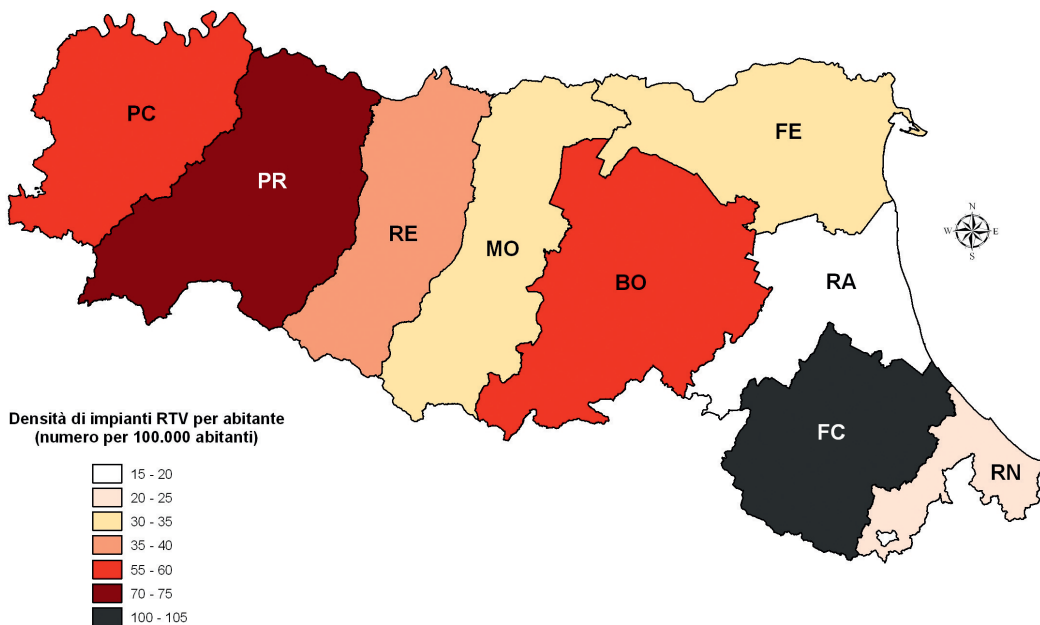 PC
PR
RE
MO
BO
FE
RA
FC
RN
N
W E
S
Densità di impianti RTV per abitante
(numero per 100.000 abitanti)
15 - 20
20 - 25
30 - 35
35 - 40
55 - 60
70 - 75
100 - 105